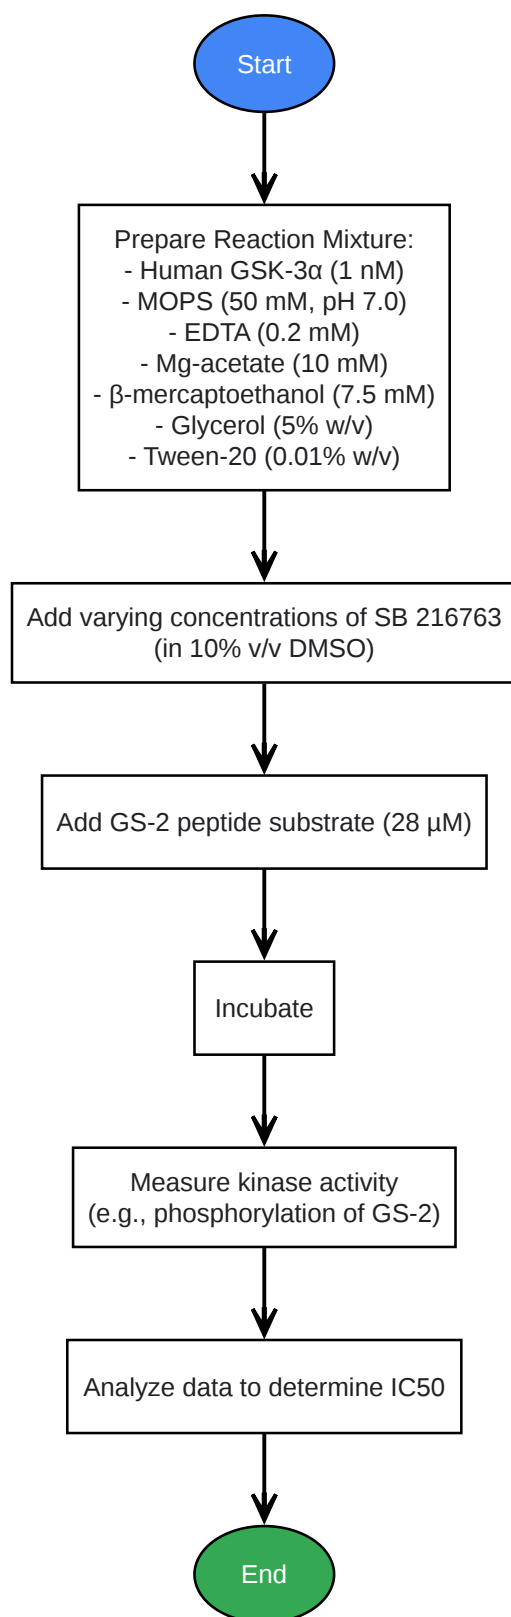 Start
Prepare Reaction Mixture:
- Human GSK-3α (1 nM)
- MOPS (50 mM, pH 7.0)
- EDTA (0.2 mM)
- Mg-acetate (10 mM)
- β-mercaptoethanol (7.5 mM)
- Glycerol (5% w/v)
- Tween-20 (0.01% w/v)
Add varying concentrations of SB 216763
(in 10% v/v DMSO)
Add GS-2 peptide substrate (28 µM)
Incubate
Measure kinase activity
(e.g., phosphorylation of GS-2)
Analyze data to determine IC50
End